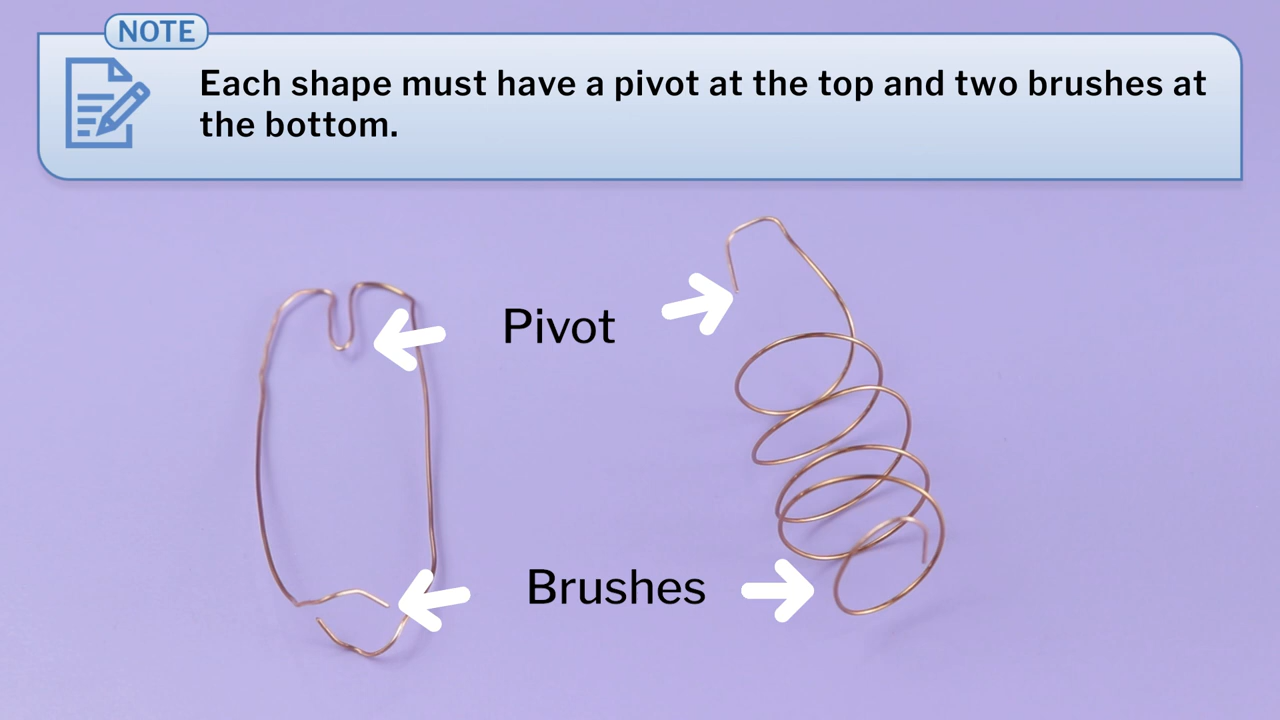 NOTE
Each shape must have a pivot at the top and two brushes at
the bottom.
Pivot
Brushes